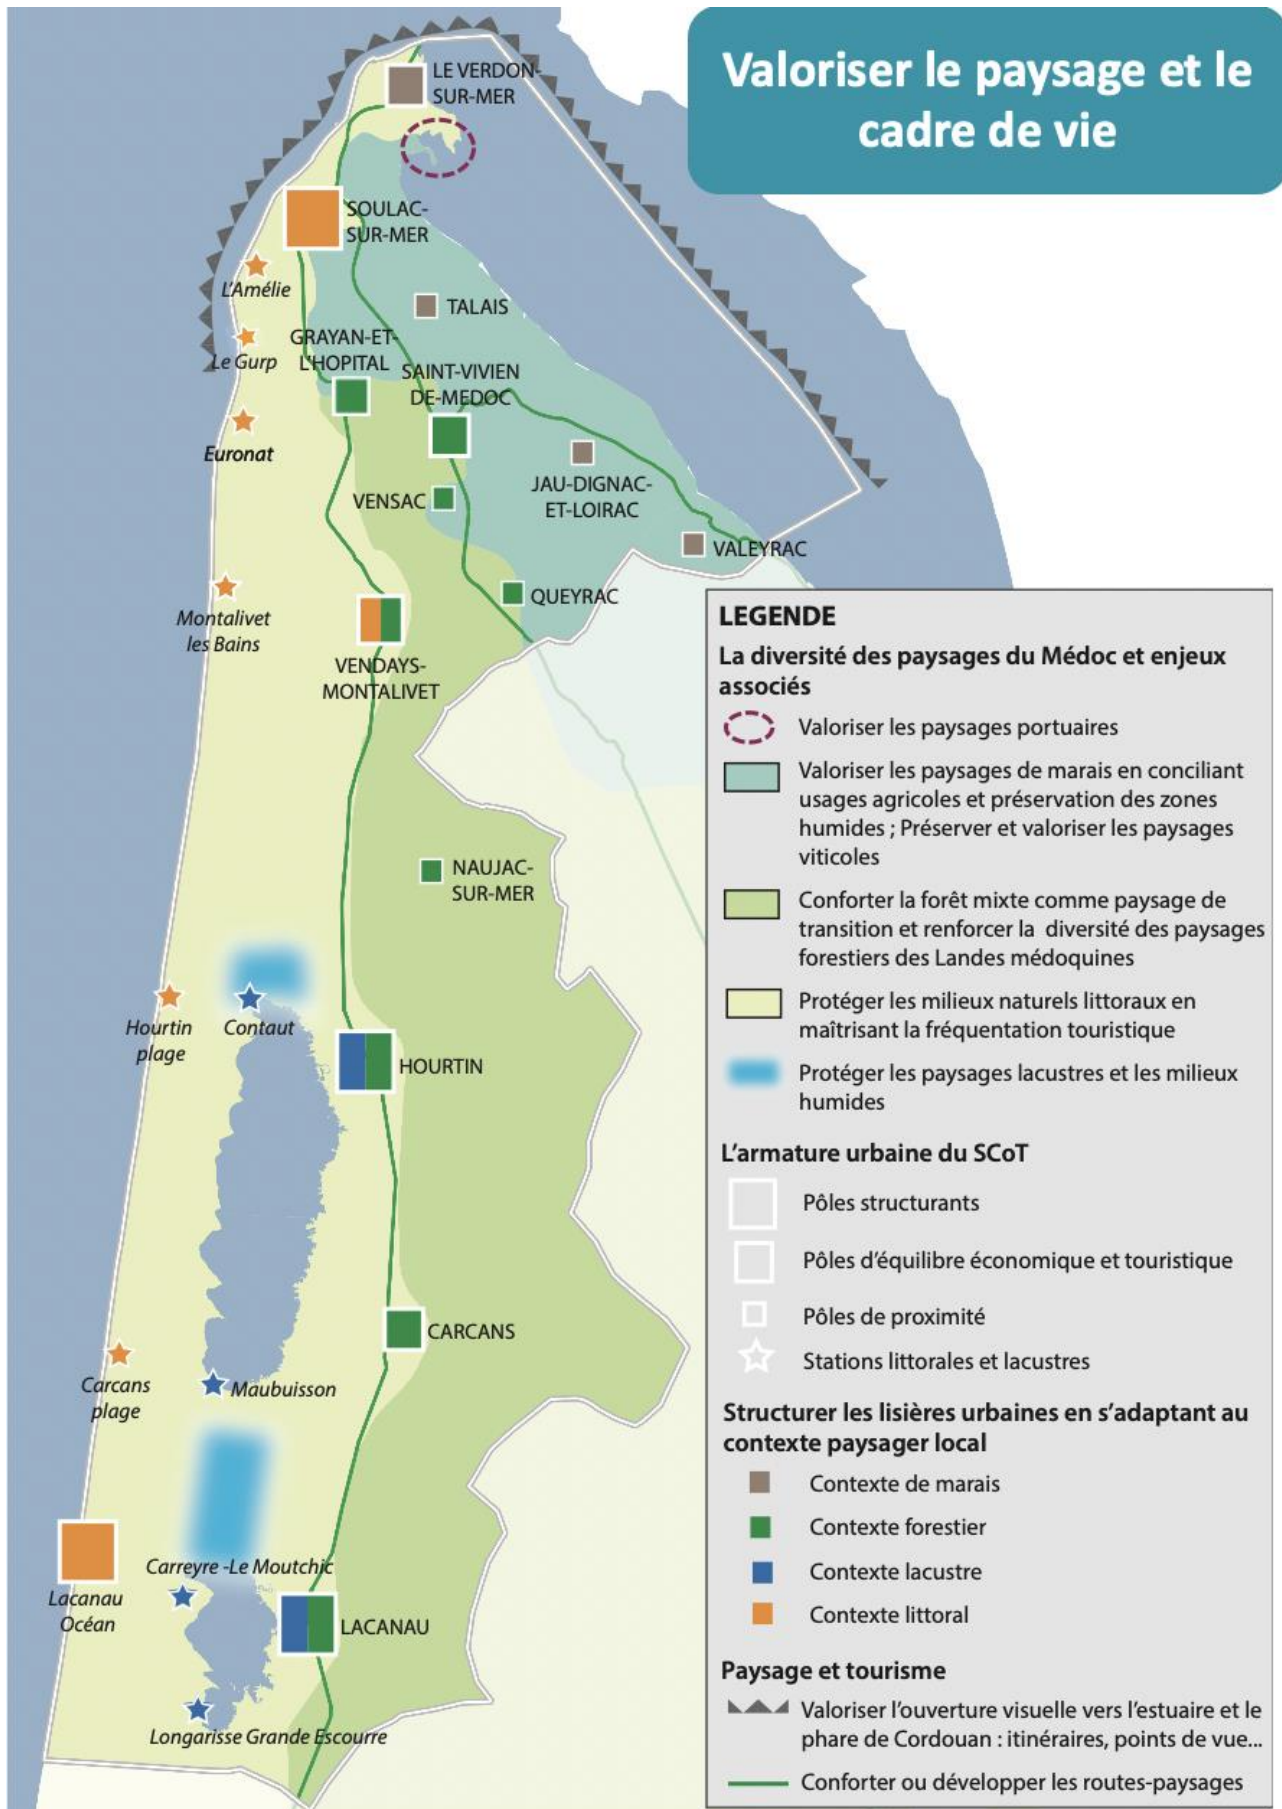 Valoriser le paysage et le
cadre de vie
LE VERDON-
SUR-MER
SOULAC-
SUR-MER
L'Amélie
TALAIS
Le Gurp
GRAYAN-ET-
L'HOPITAL
SAINT-VIVIEN
DE-MEDOC
Euronat
VENSAC
JAU-DIGNAC-
ET-LOIRAC
VALEYRAC
QUEYRAC
Montalivet
les Bains
VENDAYS-
MONTALIVET
NAUJAC-
SUR-MER
Hourtin
plage
Contaut
HOURTIN
CARCANS
Carcans
plage
Maubuisson
Carreyre -Le Moutchic
Lacanau
Océan
LACANAU
Longarisse Grande Escourre
LEGENDE
La diversité des paysages du Médoc et enjeux
associés
Valoriser les paysages portuaires
Valoriser les paysages de marais en conciliant
usages agricoles et préservation des zones
humides ; Préserver et valoriser les paysages
viticoles
Conforter la forêt mixte comme paysage de
transition et renforcer la diversité des paysages
forestiers des Landes médoquines
Protéger les milieux naturels littoraux en
maîtrisant la fréquentation touristique
Protéger les paysages lacustres et les milieux
humides
L'armature urbaine du SCoT
Pôles structurants
Pôles d'équilibre économique et touristique
Pôles de proximité
Stations littorales et lacustres
Structurer les lisières urbaines en s'adaptant au
contexte paysager local
Contexte de marais
Contexte forestier
Contexte lacustre
Contexte littoral
Paysage et tourisme
Valoriser l'ouverture visuelle vers l'estuaire et le
phare de Cordouan : itinéraires, points de vue...
Conforter ou développer les routes-paysages